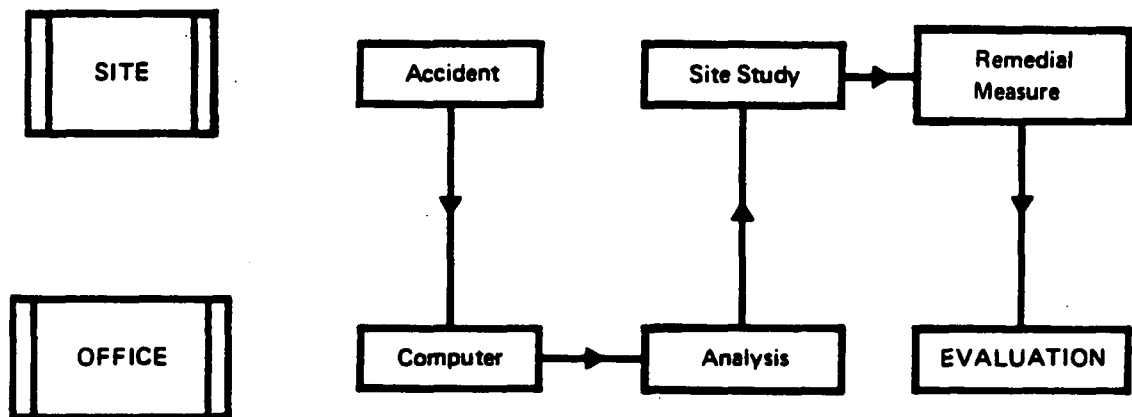 SITE
Accident
Site Study
Remedial
Measure
OFFICE
Computer
Analysis
EVALUATION